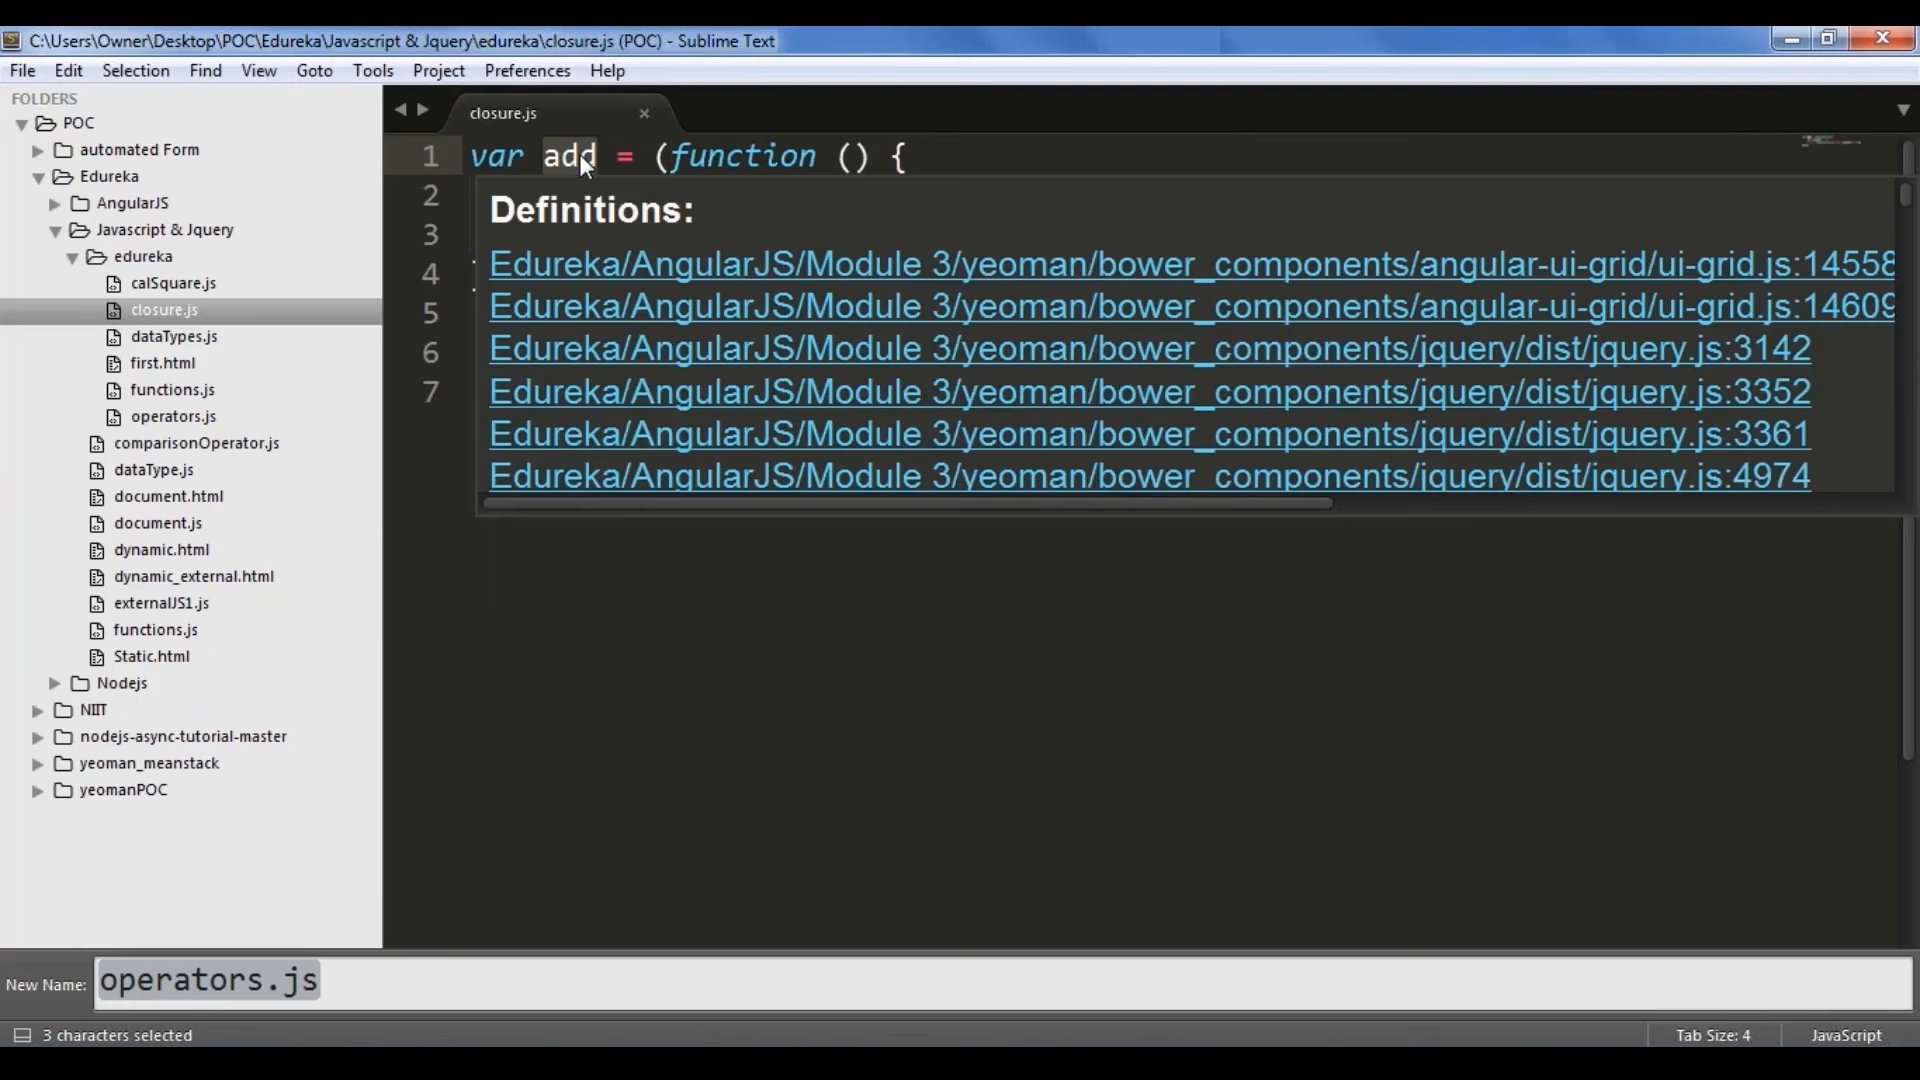 C:\Users\Owner\Desktop\POC\Edureka\Javascript & Jquery\edureka\closure.js (POC) - Sublime Text
File Edit Selection Find View Goto Tools Project Preferences Help
FOLDERS
POC
automated Form
Edureka
AngularJS
Javascript & Jquery
edureka
calSquare.js
closure.js
dataTypes.js
first.html
functions.js
operators.js
comparisonOperator.js
dataType.js
document.html
document.js
dynamic.html
dynamic_external.html
externalJS1.js
functions.js
Static.html
Nodejs
NIIT
nodejs-async-tutorial-master
yeoman_meanstack
yeomanPOC
closure.js
1 var add = (function () {
2
3
4
5
6
7
Definitions:
Edureka/AngularJS/Module 3/yeoman/bower_components/angular-ui-grid/ui-grid.js:14558
Edureka/AngularJS/Module 3/yeoman/bower_components/angular-ui-grid/ui-grid.js:14609
Edureka/AngularJS/Module 3/yeoman/bower_components/jquery/dist/jquery.js:3142
Edureka/AngularJS/Module 3/yeoman/bower_components/jquery/dist/jquery.js:3352
Edureka/AngularJS/Module 3/yeoman/bower_components/jquery/dist/jquery.js:3361
Edureka/AngularJS/Module 3/yeoman/bower_components/jquery/dist/jquery.js:4974
New Name: operators.js
3 characters selected
Tab Size: 4
JavaScript